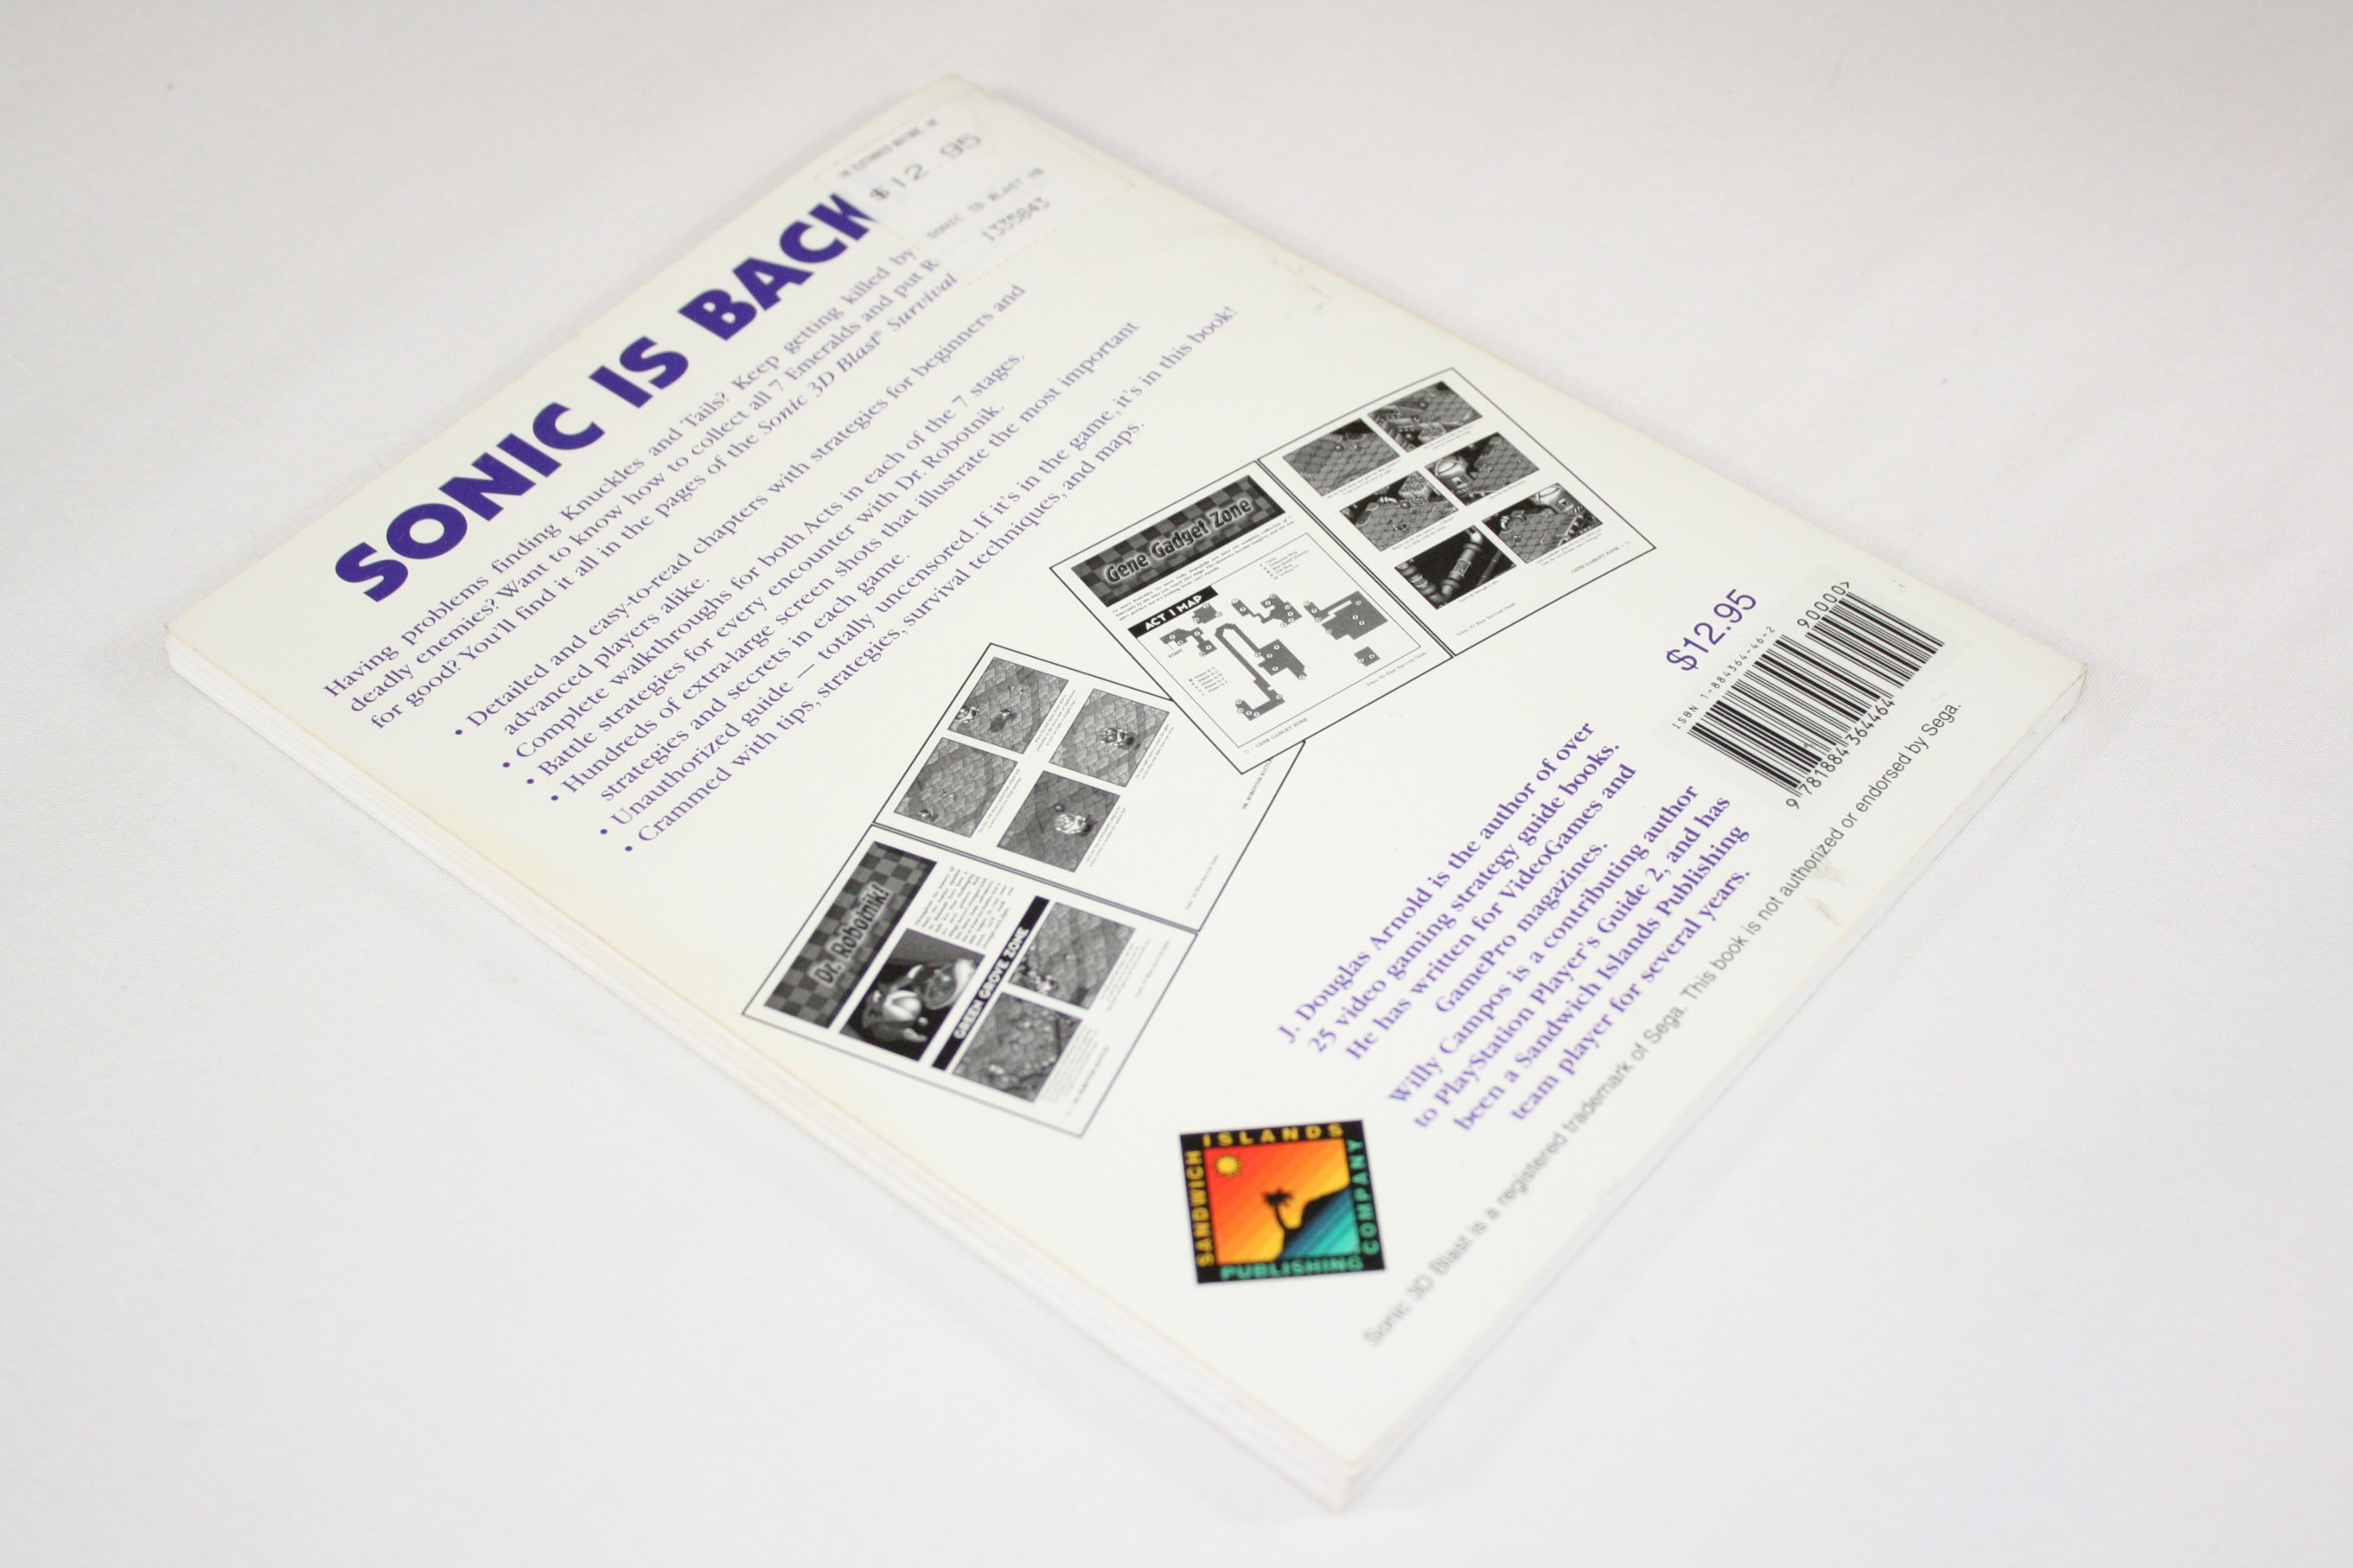 $12 95
SONIC 3D BLAST
1335843
SONIC IS BACK
Having problems finding Knuckles and Tails? Keep getting killed by
deadly enemies? Want to know how to collect all 7 Emeralds and put R
for good? You'll find it all in the pages of the Sonic 3D Blast® Survival
• Detailed and easy-to-read chapters with strategies for beginners and
advanced players alike.
• Complete walkthroughs for both Acts in each of the 7 stages.
• Battle strategies for every encounter with Dr. Robotnik.
• Hundreds of extra-large screen shots that illustrate the most important
strategies and secrets in each game.
• Unauthorized guide — totally uncensored. If it's in the game, it's in this book!
• Crammed with tips, strategies, survival techniques, and maps.
Gene Gadget Zone
ACT 1 MAP
START
72 • GENE GADGET ZONE
GENE GADGET ZONE • 73
Dr. Robotnik!
GREEN GROVE ZONE
$12.95
ISBN 1-884364-46-2
90000>
9 781884 364464
J. Douglas Arnold is the author of over
25 video gaming strategy guide books.
He has written for VideoGames and
GamePro magazines.
Willy Campos is a contributing author
to PlayStation Player's Guide 2, and has
been a Sandwich Islands Publishing
team player for several years.
SANDWICH
ISLANDS
PUBLISHING
COMPANY
Sonic 3D Blast is a registered trademark of Sega. This book is not authorized or endorsed by Sega.